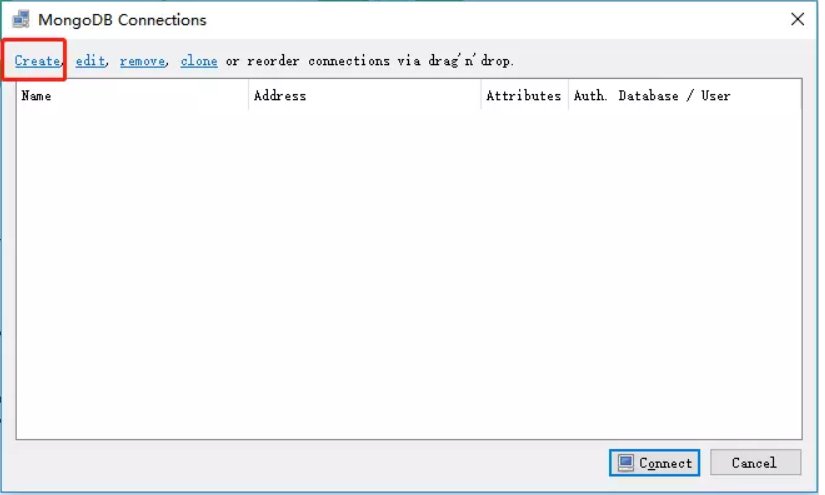 MongoDB Connections
Create, edit, remove, clone or reorder connections via drag'n'drop.
Name Address Attributes Auth. Database / User
Connect Cancel